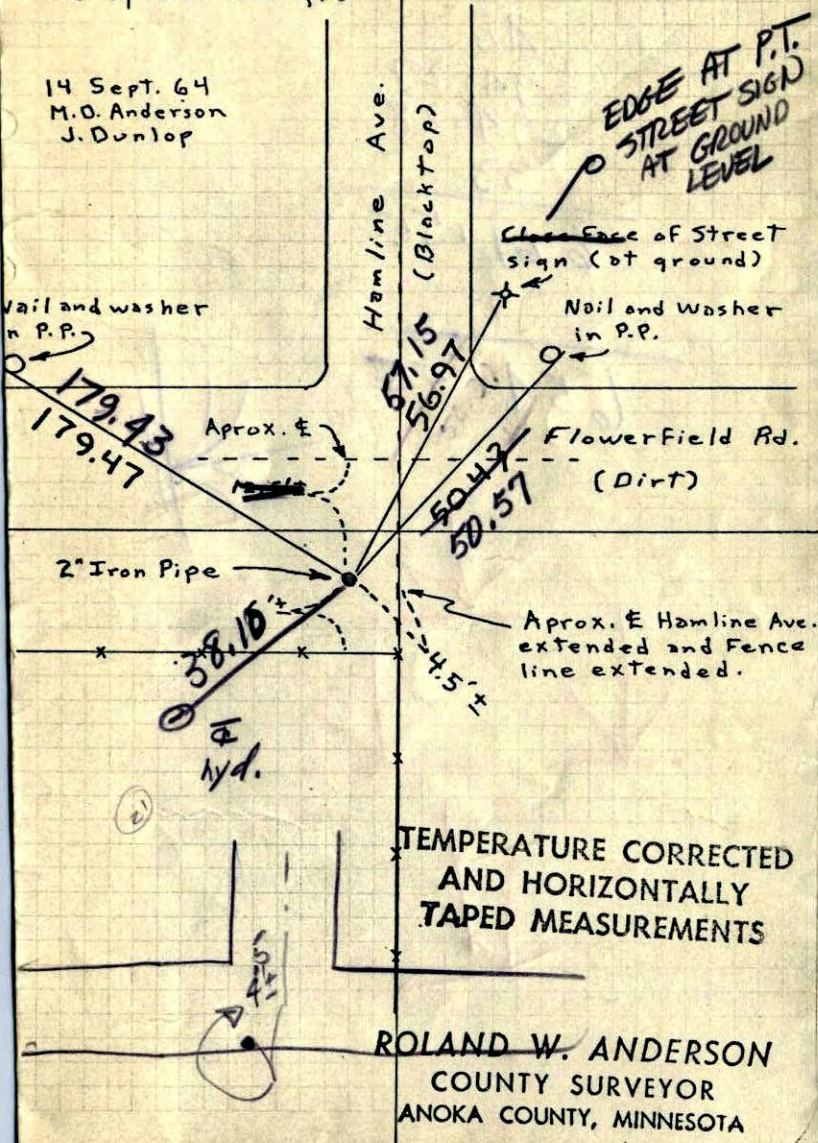 14 Sept. 64
M.O. Anderson
J. Dunlop
Hamline Ave.
(Blacktop)
EDGE AT P.T.
STREET SIGN
AT GROUND
LEVEL
Close Face of Street
sign (at ground)
Nail and Washer
in P.P.
Nail and washer
n P.P.
179.43
179.47
57.15
56.97
Aprox. ℄
Flowerfield Rd.
(Dirt)
50.47
50.57
2" Iron Pipe
38.18'±
Aprox. ℄ Hamline Ave.
extended and Fence
line extended.
4.5'±
℄
hyd.
2'
TEMPERATURE CORRECTED
AND HORIZONTALLY
TAPED MEASUREMENTS
ROLAND W. ANDERSON
COUNTY SURVEYOR
ANOKA COUNTY, MINNESOTA